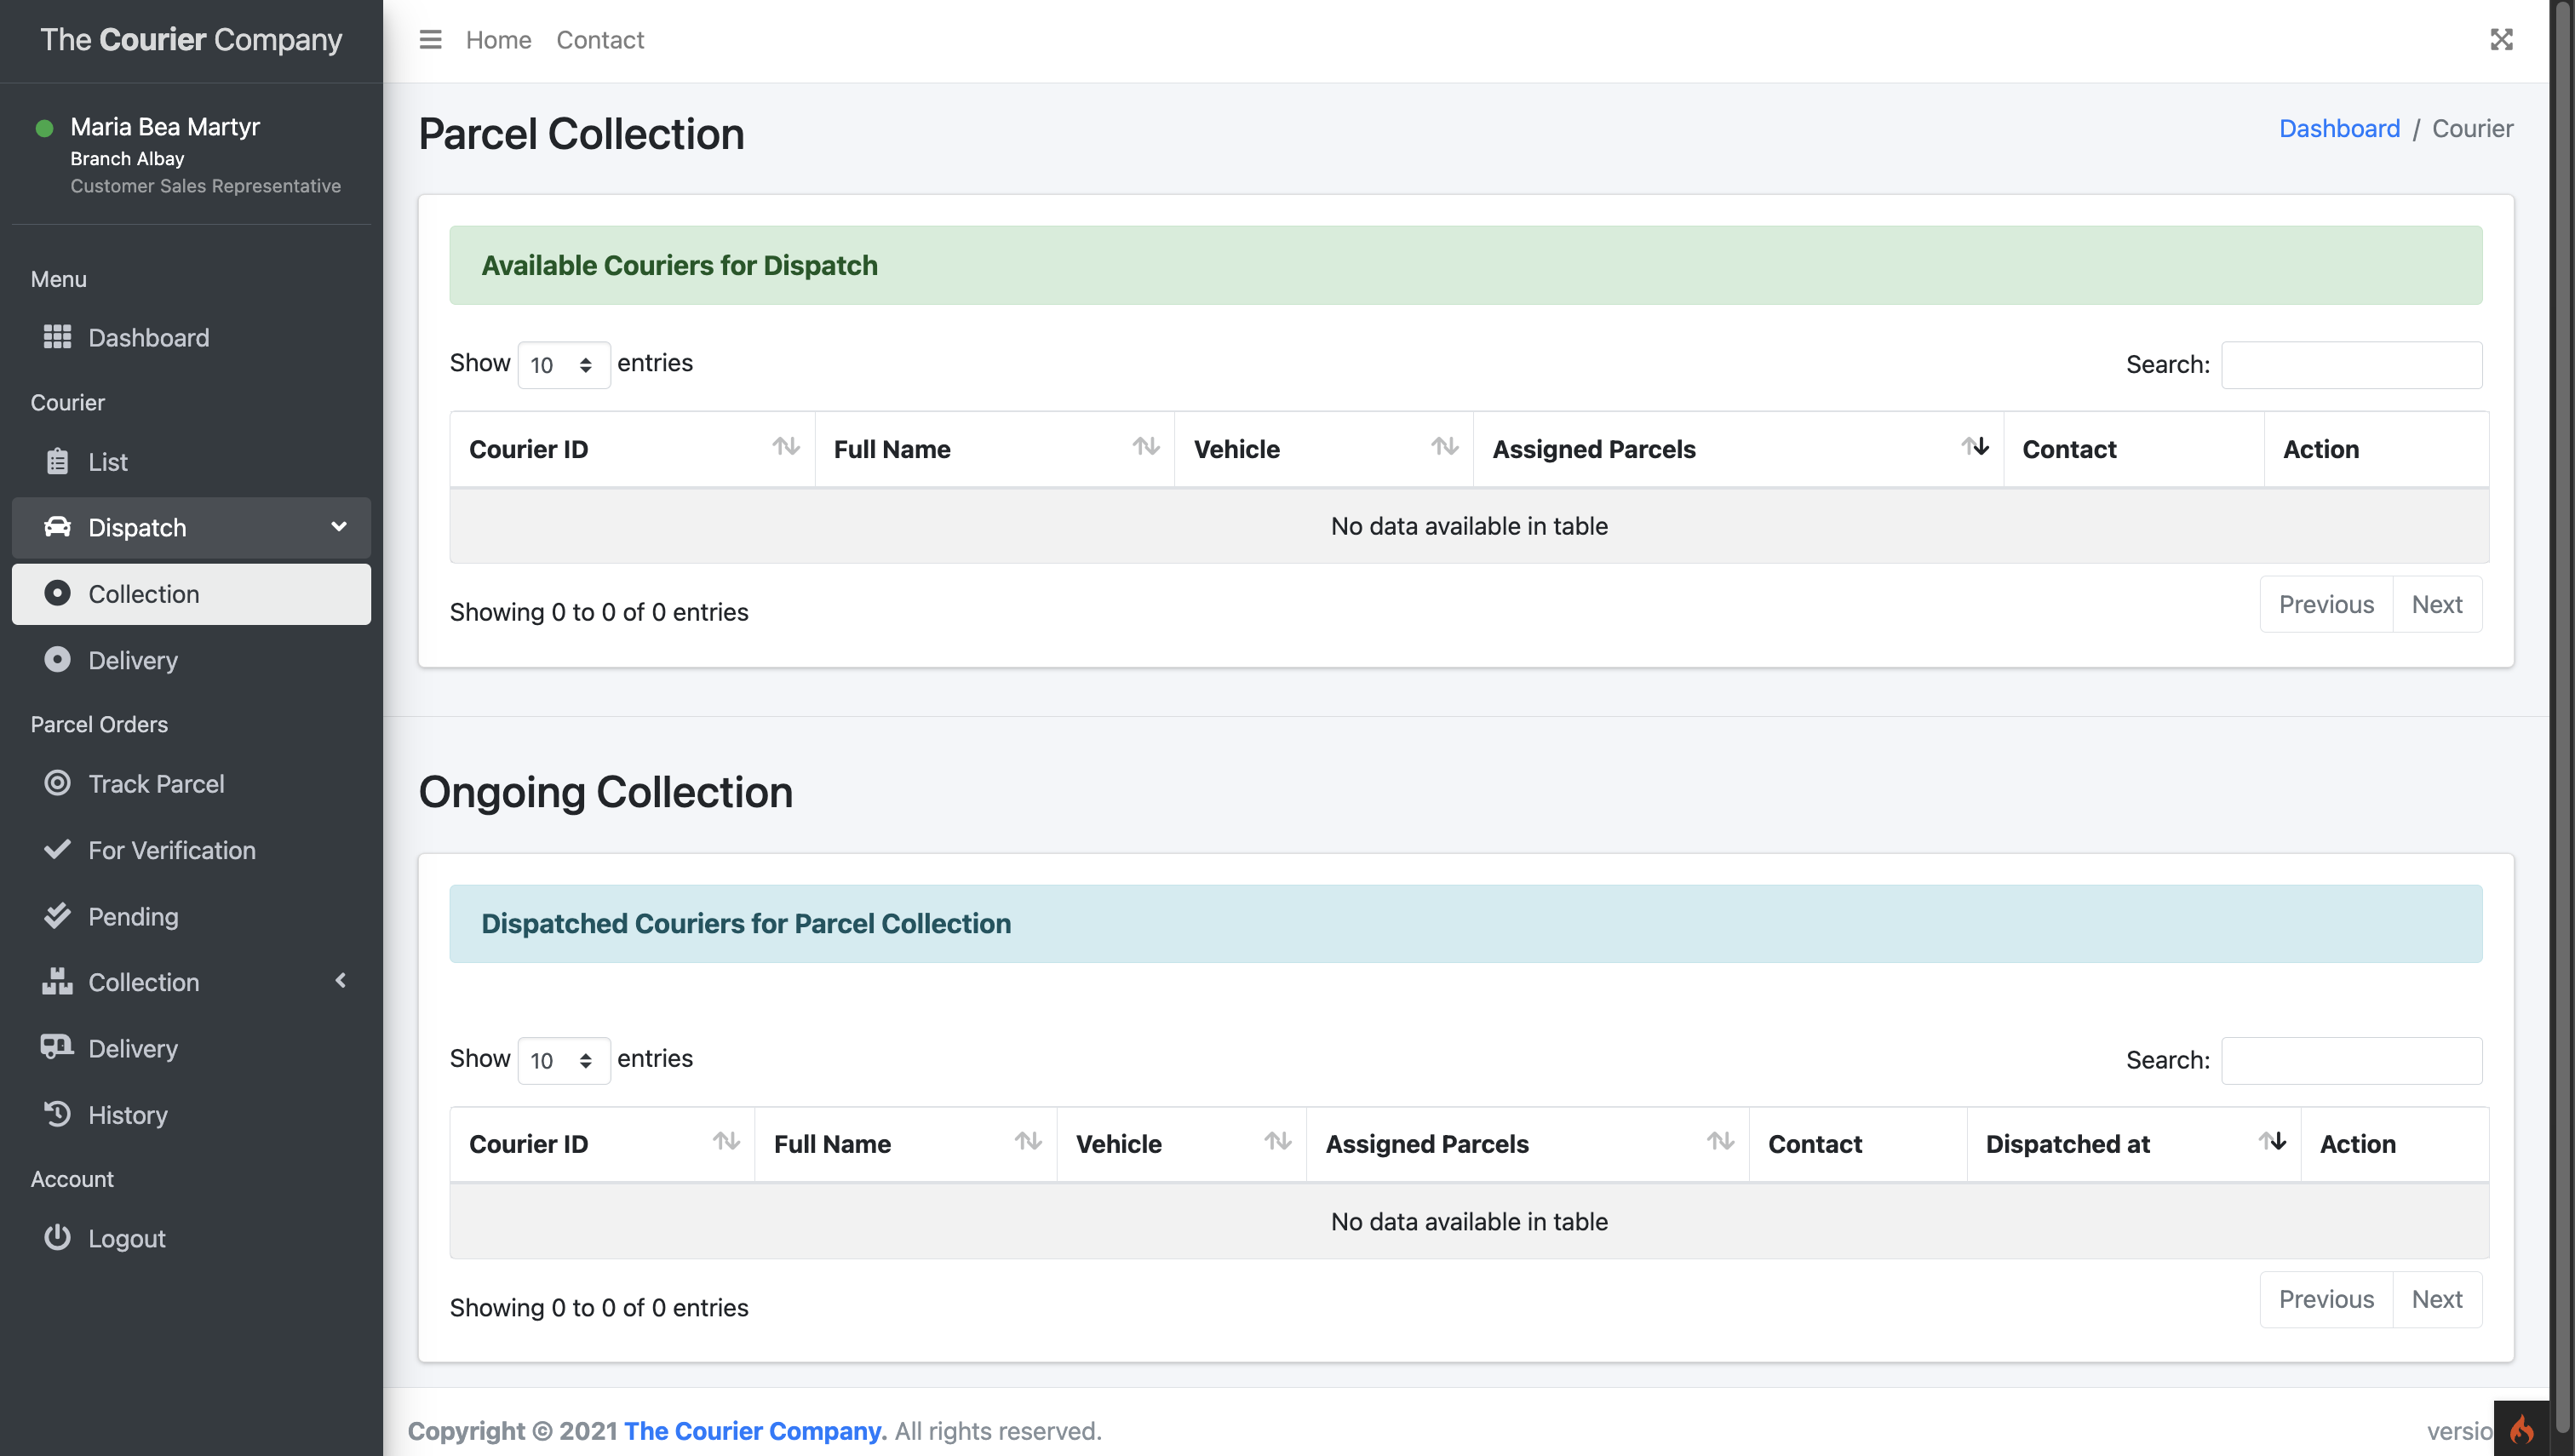 The Courier Company
Home Contact
Maria Bea Martyr
Branch Albay
Customer Sales Representative
Menu
Dashboard
Courier
List
Dispatch
Collection
Delivery
Parcel Orders
Track Parcel
For Verification
Pending
Collection
Delivery
History
Account
Logout
Parcel Collection
Dashboard / Courier
Available Couriers for Dispatch
Show 10 entries
Search:
Courier ID Full Name Vehicle Assigned Parcels Contact Action
No data available in table
Showing 0 to 0 of 0 entries
Previous Next
Ongoing Collection
Dispatched Couriers for Parcel Collection
Show 10 entries
Search:
Courier ID Full Name Vehicle Assigned Parcels Contact Dispatched at Action
No data available in table
Showing 0 to 0 of 0 entries
Previous Next
Copyright © 2021 The Courier Company. All rights reserved.
versio